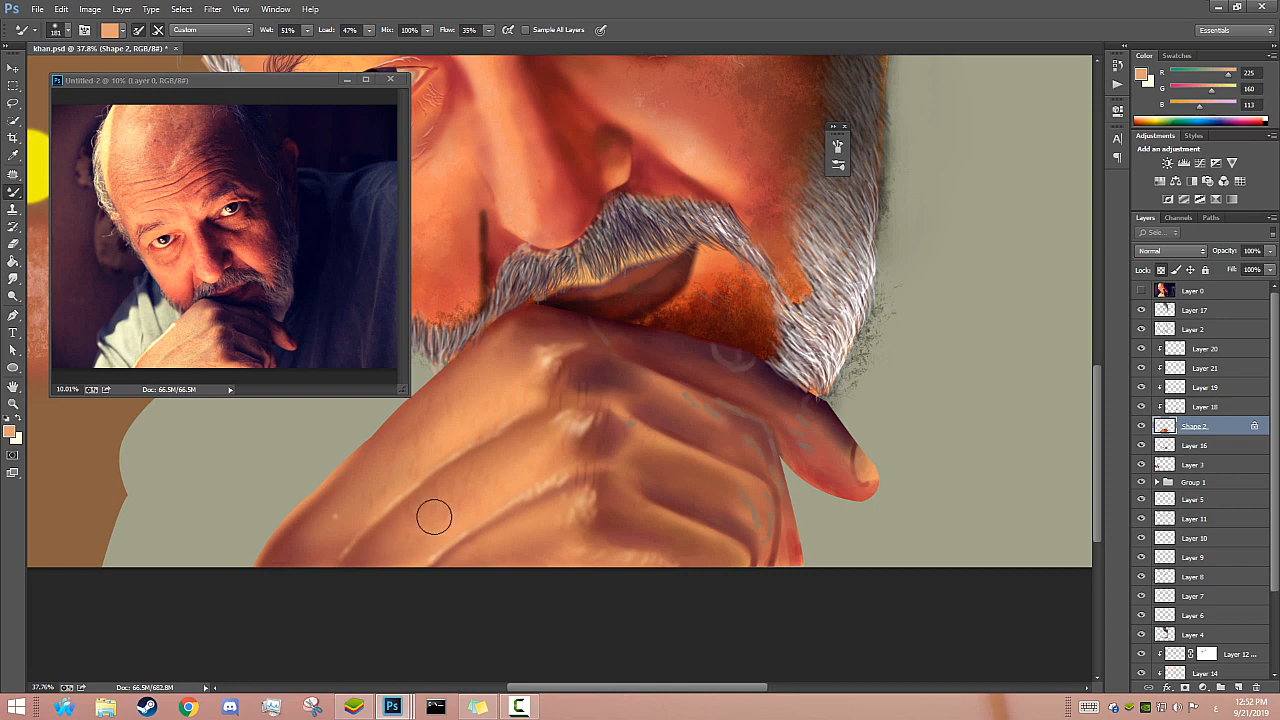 Ps File Edit Image Layer Type Select Filter View Window Help
181 Custom Wet: 51% Load: 47% Mix: 100% Flow: 35% Sample All Layers Essentials
khan.psd @ 37.8% (Shape 2, RGB/8#) *
Untitled-2 @ 10% (Layer 0, RGB/8#)
10.01% Doc: 66.5M/66.5M
Color Swatches
R 225
G 160
B 113
Adjustments Styles
Add an adjustment
Layers Channels Paths
Sele...
Normal Opacity: 100%
Lock: Fill: 100%
Layer 0
Layer 17
Layer 2
Layer 20
Layer 21
Layer 19
Layer 18
Shape 2
Layer 16
Layer 3
Group 1
Layer 5
Layer 11
Layer 10
Layer 9
Layer 8
Layer 7
Layer 6
Layer 4
Layer 12 ...
Layer 14
37.76% Doc: 66.5M/682.8M
Ps
12:52 PM
9/21/2019